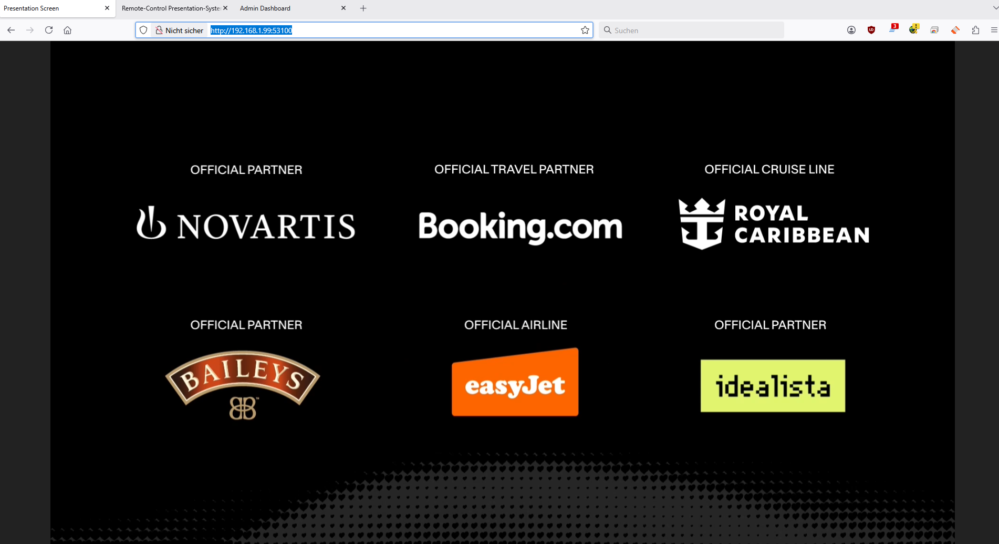 Presentation Screen
Remote-Control Presentation-Syste
Admin Dashboard
Nicht sicher
http://192.168.1.99:53100
Suchen
3
OFFICIAL PARTNER
OFFICIAL TRAVEL PARTNER
OFFICIAL CRUISE LINE
NOVARTIS
Booking.com
ROYAL
CARIBBEAN
OFFICIAL PARTNER
OFFICIAL AIRLINE
OFFICIAL PARTNER
BAILEYS
TM
easyJet
idealista